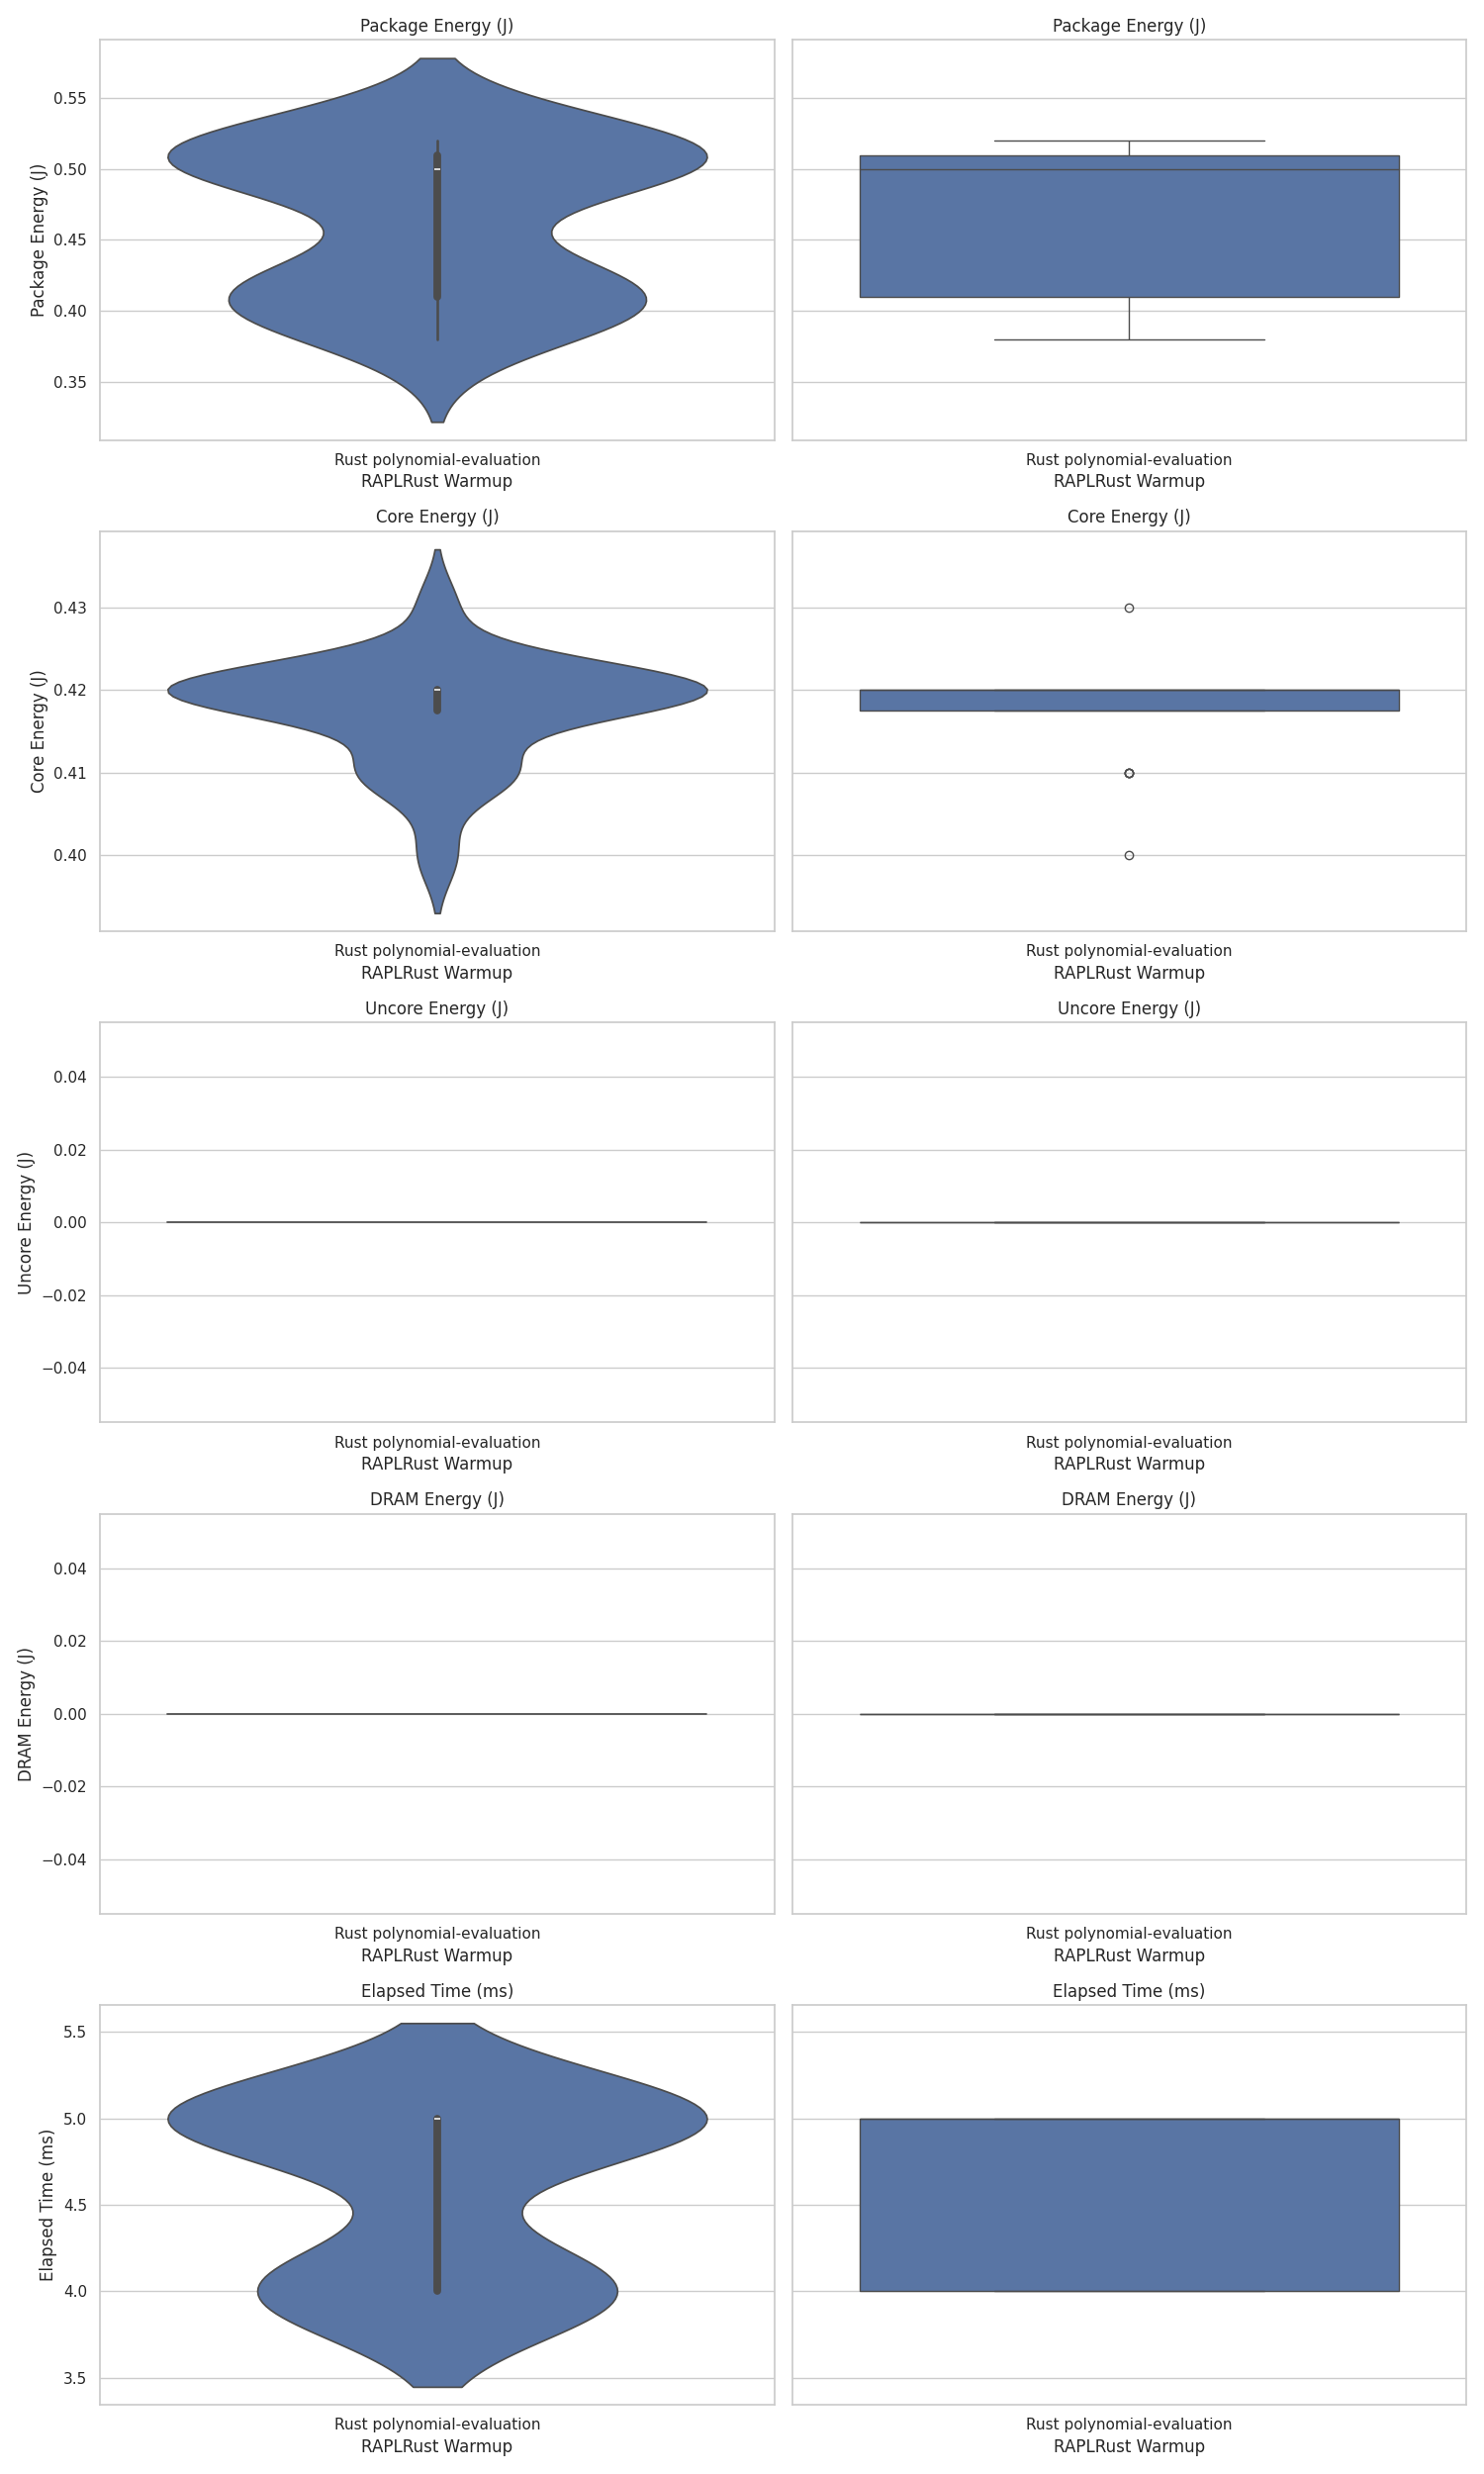 Package Energy (J)
Package Energy (J)
Package Energy (J)
0.55
0.50
0.45
0.40
0.35
Rust polynomial-evaluation
RAPLRust Warmup
Rust polynomial-evaluation
RAPLRust Warmup
Core Energy (J)
Core Energy (J)
Core Energy (J)
0.43
0.42
0.41
0.40
Rust polynomial-evaluation
RAPLRust Warmup
Rust polynomial-evaluation
RAPLRust Warmup
Uncore Energy (J)
Uncore Energy (J)
Uncore Energy (J)
0.04
0.02
0.00
−0.02
−0.04
Rust polynomial-evaluation
RAPLRust Warmup
Rust polynomial-evaluation
RAPLRust Warmup
DRAM Energy (J)
DRAM Energy (J)
DRAM Energy (J)
0.04
0.02
0.00
−0.02
−0.04
Rust polynomial-evaluation
RAPLRust Warmup
Rust polynomial-evaluation
RAPLRust Warmup
Elapsed Time (ms)
Elapsed Time (ms)
Elapsed Time (ms)
5.5
5.0
4.5
4.0
3.5
Rust polynomial-evaluation
RAPLRust Warmup
Rust polynomial-evaluation
RAPLRust Warmup